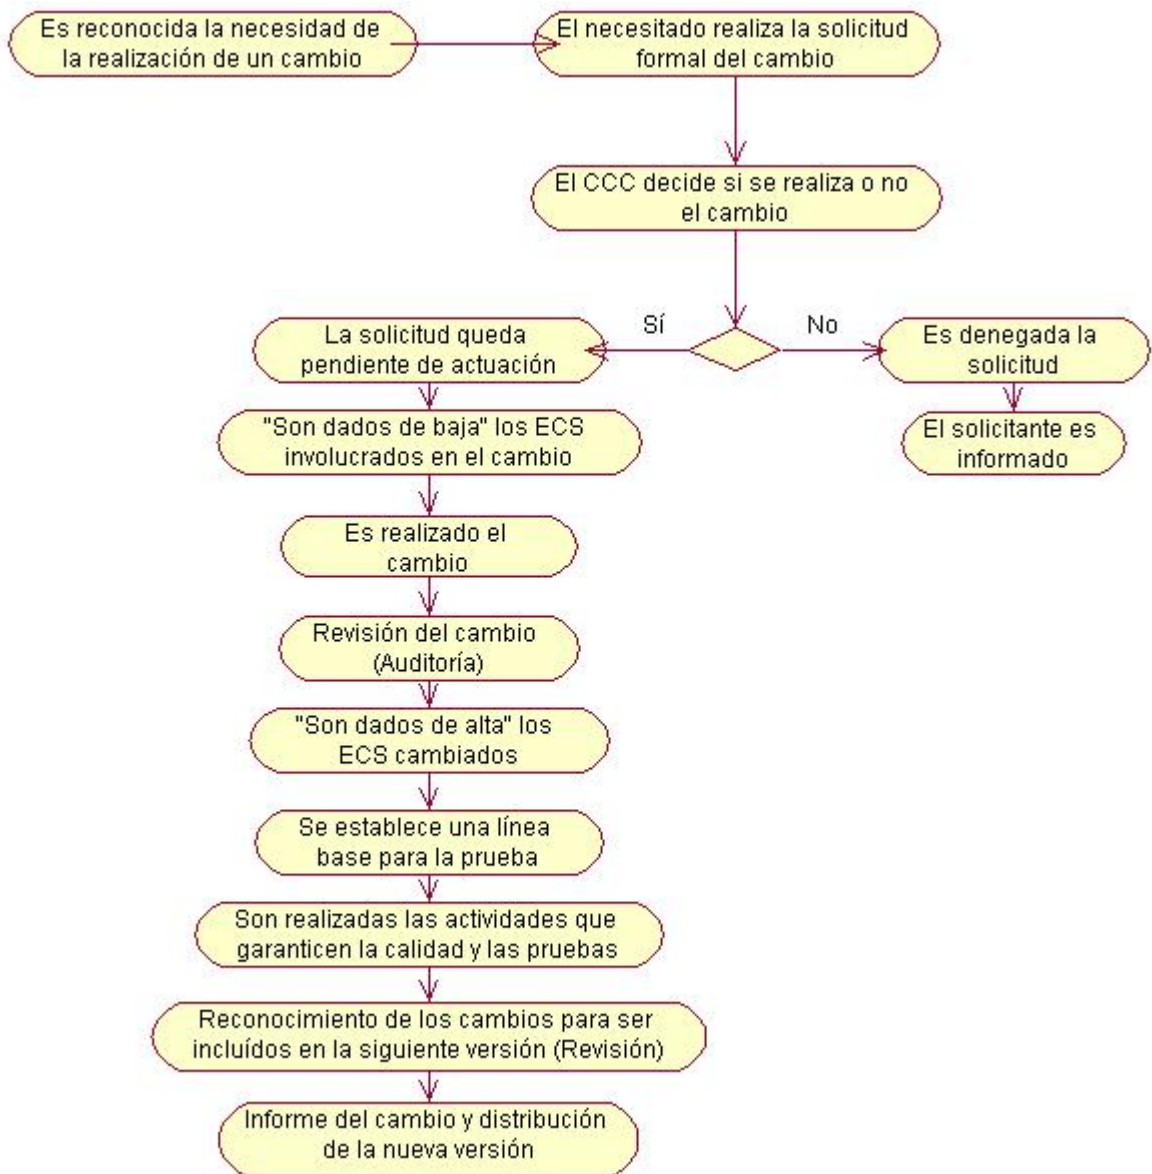 Es reconocida la necesidad de
la realización de un cambio
El necesitado realiza la solicitud
formal del cambio
El CCC decide si se realiza o no
el cambio
Sí
No
La solicitud queda
pendiente de actuación
Es denegada la
solicitud
"Son dados de baja" los ECS
involucrados en el cambio
El solicitante es
informado
Es realizado el
cambio
Revisión del cambio
(Auditoría)
"Son dados de alta" los
ECS cambiados
Se establece una línea
base para la prueba
Son realizadas las actividades que
garanticen la calidad y las pruebas
Reconocimiento de los cambios para ser
incluídos en la siguiente versión (Revisión)
Informe del cambio y distribución
de la nueva versión